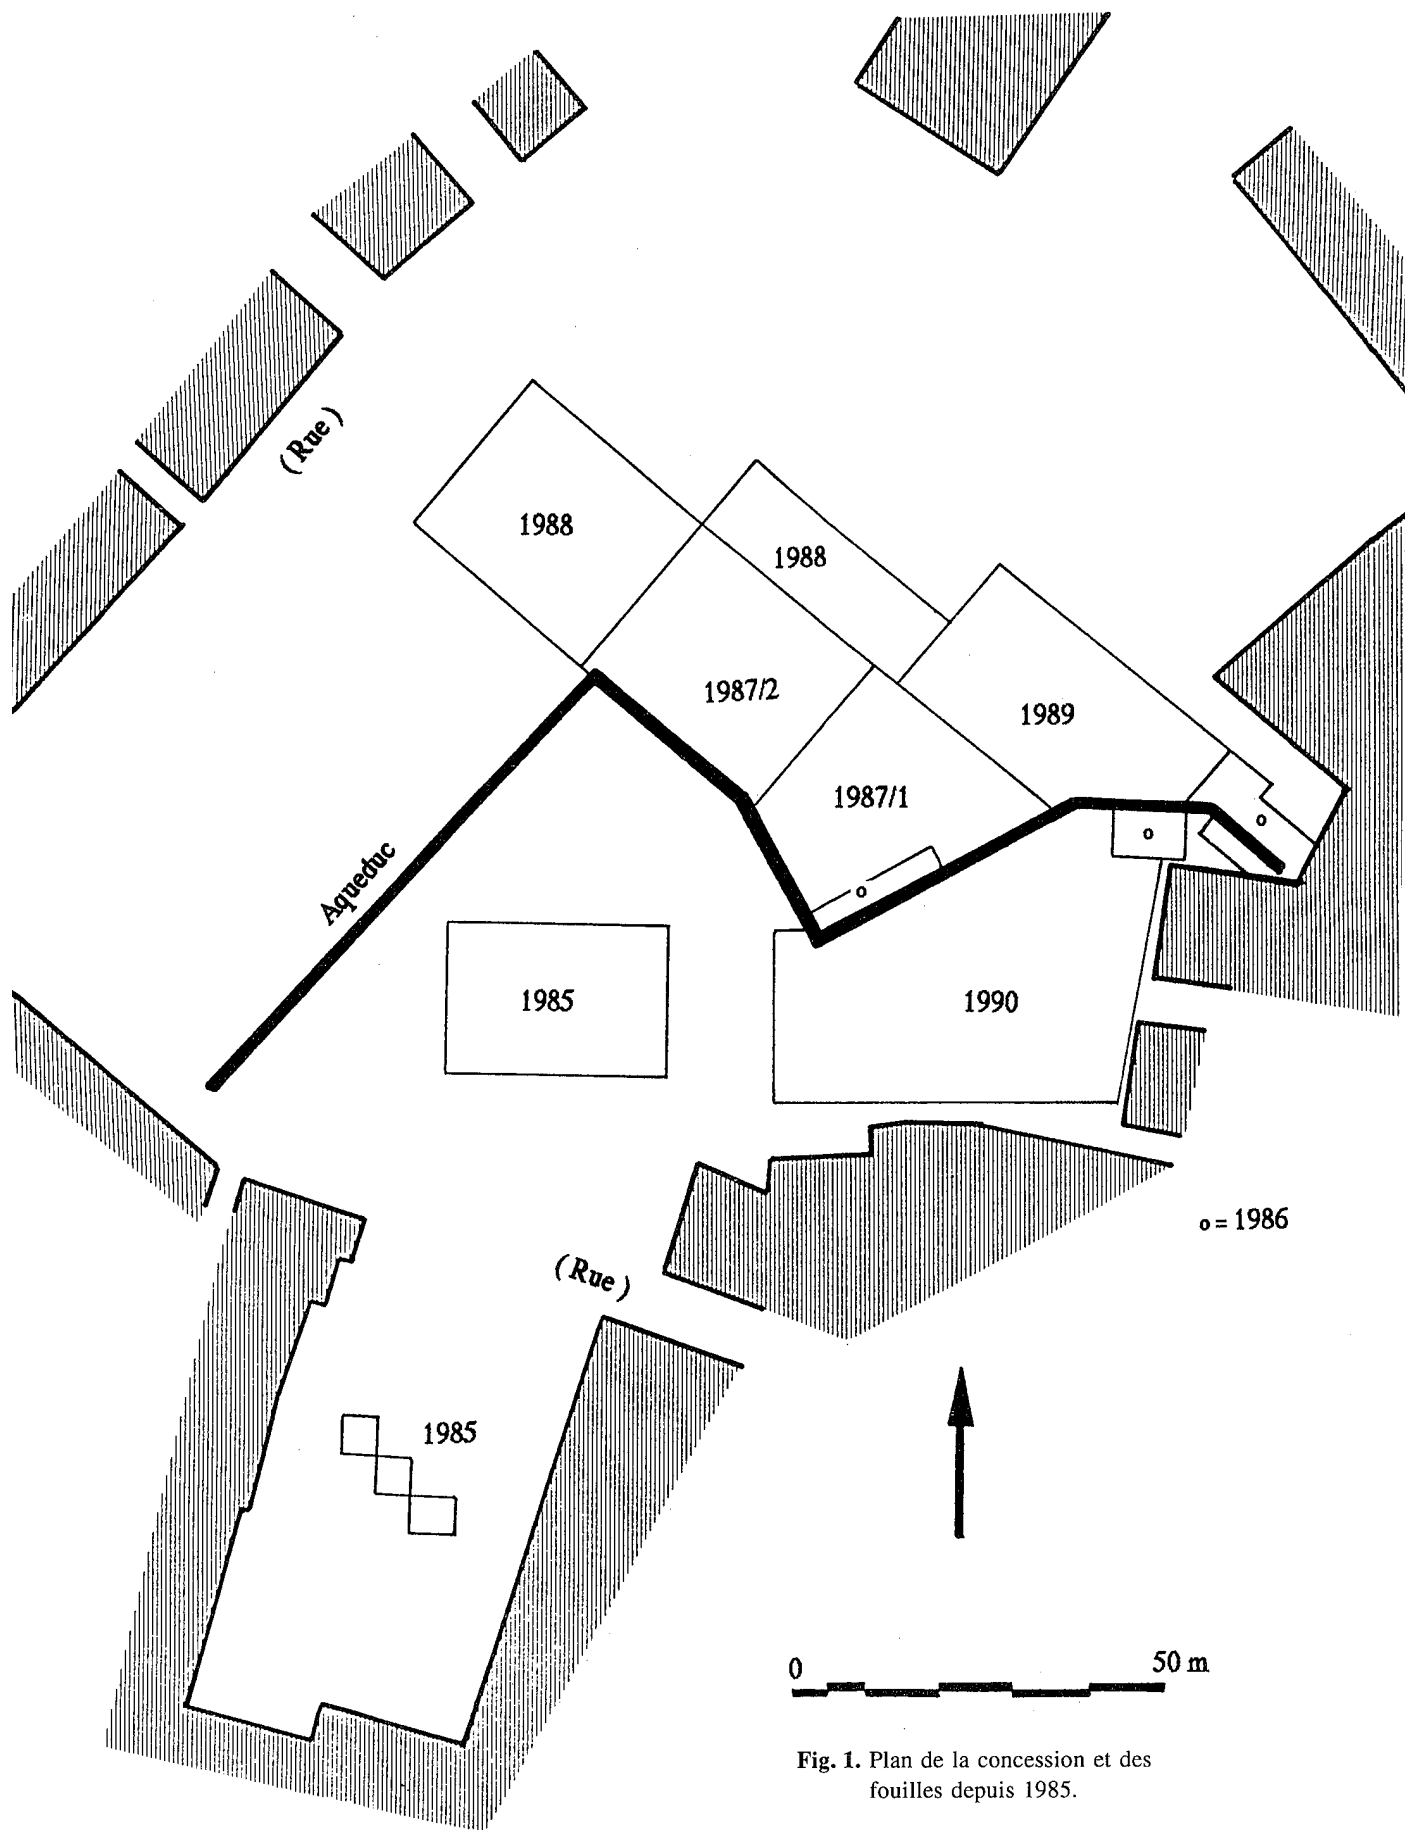 (Rue)
1988
1988
1987/2
1989
1987/1
o
o
o
Aqueduc
1985
1990
o = 1986
(Rue)
1985
0
50 m
Fig. 1. Plan de la concession et des
fouilles depuis 1985.